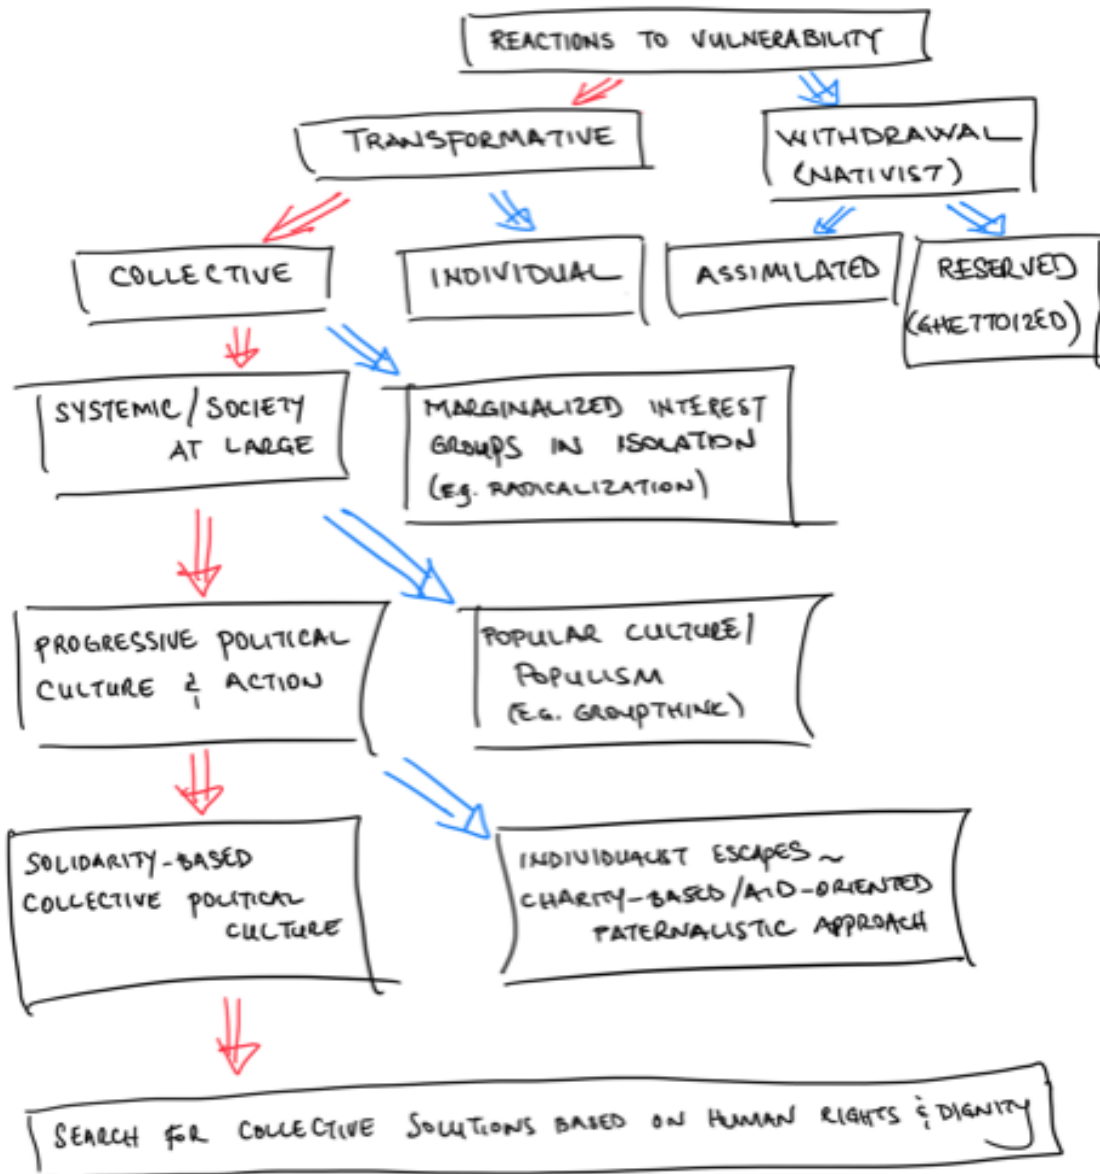 REACTIONS TO VULNERABILITY
TRANSFORMATIVE
WITHDRAWAL
(NATIVIST)
COLLECTIVE
INDIVIDUAL
ASSIMILATED
RESERVED
(GHETTOIZED)
SYSTEMIC/SOCIETY
AT LARGE
MARGINALIZED INTEREST
GROUPS IN ISOLATION
(E.g. RADICALIZATION)
PROGRESSIVE POLITICAL
CULTURE & ACTION
POPULAR CULTURE/
POPULISM
(E.G. GROUPTHINK)
SOLIDARITY-BASED
COLLECTIVE POLITICAL
CULTURE
INDIVIDUALIST ESCAPES ~
CHARITY-BASED/AID-ORIENTED
PATERNALISTIC APPROACH
SEARCH FOR COLLECTIVE SOLUTIONS BASED ON HUMAN RIGHTS & DIGNITY